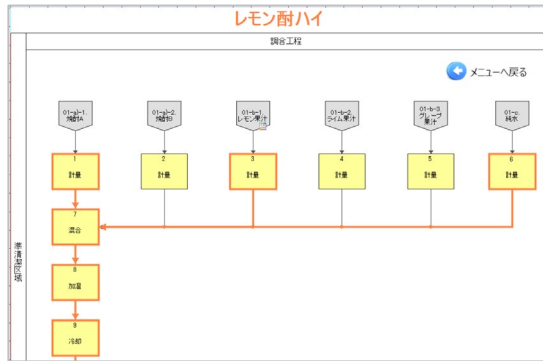 レモン酎ハイ
調合工程
メニューへ戻る
01-a)-1.
焼酎A
01-a)-2.
焼酎B
01-b-1.
レモン果汁
01-b-2.
ライム果汁
01-b-3.
グレープ
果汁
01-c.
純水
1
計量
2
計量
3
計量
4
計量
5
計量
6
計量
7
混合
準清潔区域
8
加温
9
冷却